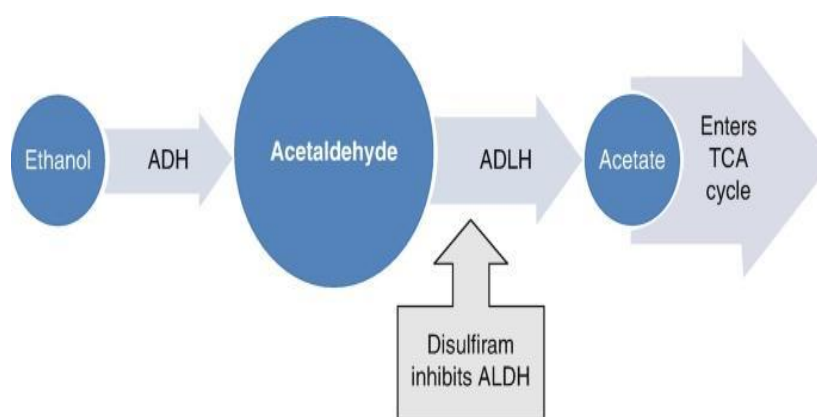 Ethanol
ADH
Acetaldehyde
ADLH
Acetate
Enters
TCA
cycle
Disulfiram
inhibits ALDH